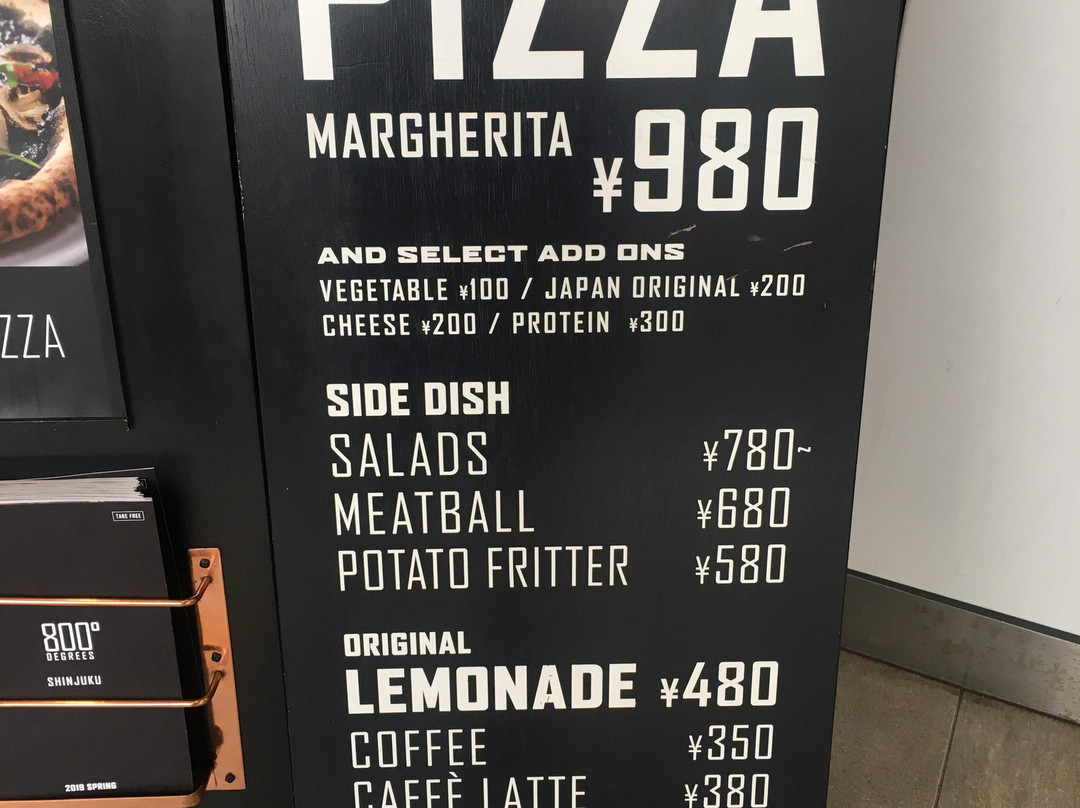 PIZZA
MARGHERITA ¥980
AND SELECT ADD ONS
VEGETABLE ¥100 / JAPAN ORIGINAL ¥200
CHEESE ¥200 / PROTEIN ¥300
SIDE DISH
SALADS ¥780~
MEATBALL ¥680
POTATO FRITTER ¥580
ORIGINAL
LEMONADE ¥480
COFFEE ¥350
CAFFÈ LATTE ¥380
ZZA
TAKE FREE
800°
DEGREES
SHINJUKU
2019 SPRING